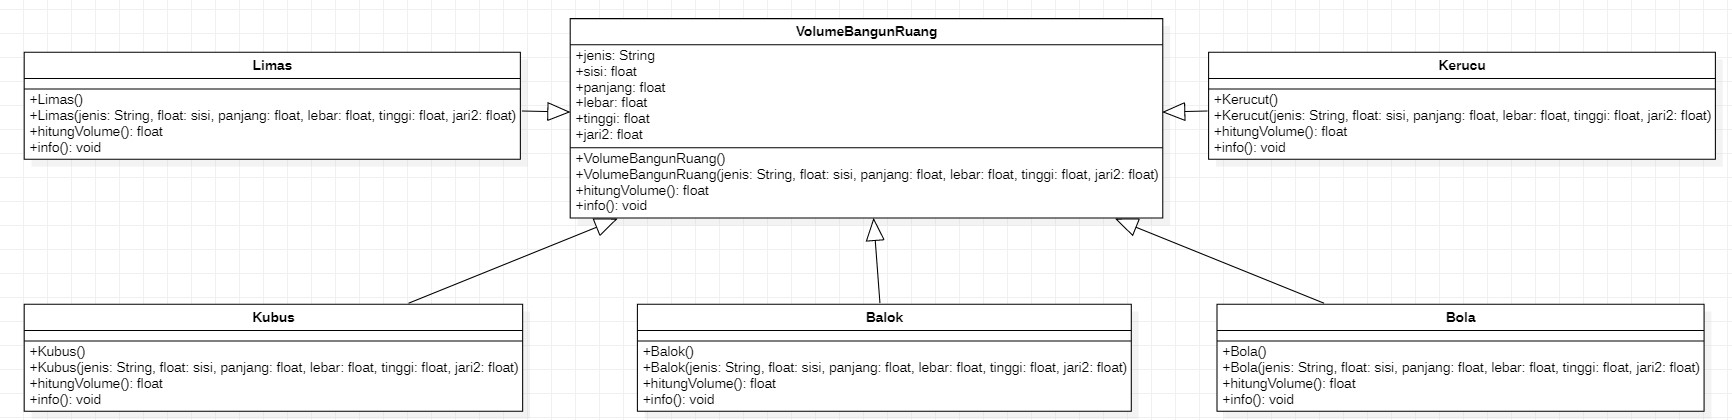 VolumeBangunRuang
+jenis: String
+sisi: float
+panjang: float
+lebar: float
+tinggi: float
+jari2: float
+VolumeBangunRuang()
+VolumeBangunRuang(jenis: String, float: sisi, panjang: float, lebar: float, tinggi: float, jari2: float)
+hitungVolume(): float
+info(): void
Limas
+Limas()
+Limas(jenis: String, float: sisi, panjang: float, lebar: float, tinggi: float, jari2: float)
+hitungVolume(): float
+info(): void
Kerucu
+Kerucut()
+Kerucut(jenis: String, float: sisi, panjang: float, lebar: float, tinggi: float, jari2: float)
+hitungVolume(): float
+info(): void
Kubus
+Kubus()
+Kubus(jenis: String, float: sisi, panjang: float, lebar: float, tinggi: float, jari2: float)
+hitungVolume(): float
+info(): void
Balok
+Balok()
+Balok(jenis: String, float: sisi, panjang: float, lebar: float, tinggi: float, jari2: float)
+hitungVolume(): float
+info(): void
Bola
+Bola()
+Bola(jenis: String, float: sisi, panjang: float, lebar: float, tinggi: float, jari2: float)
+hitungVolume(): float
+info(): void